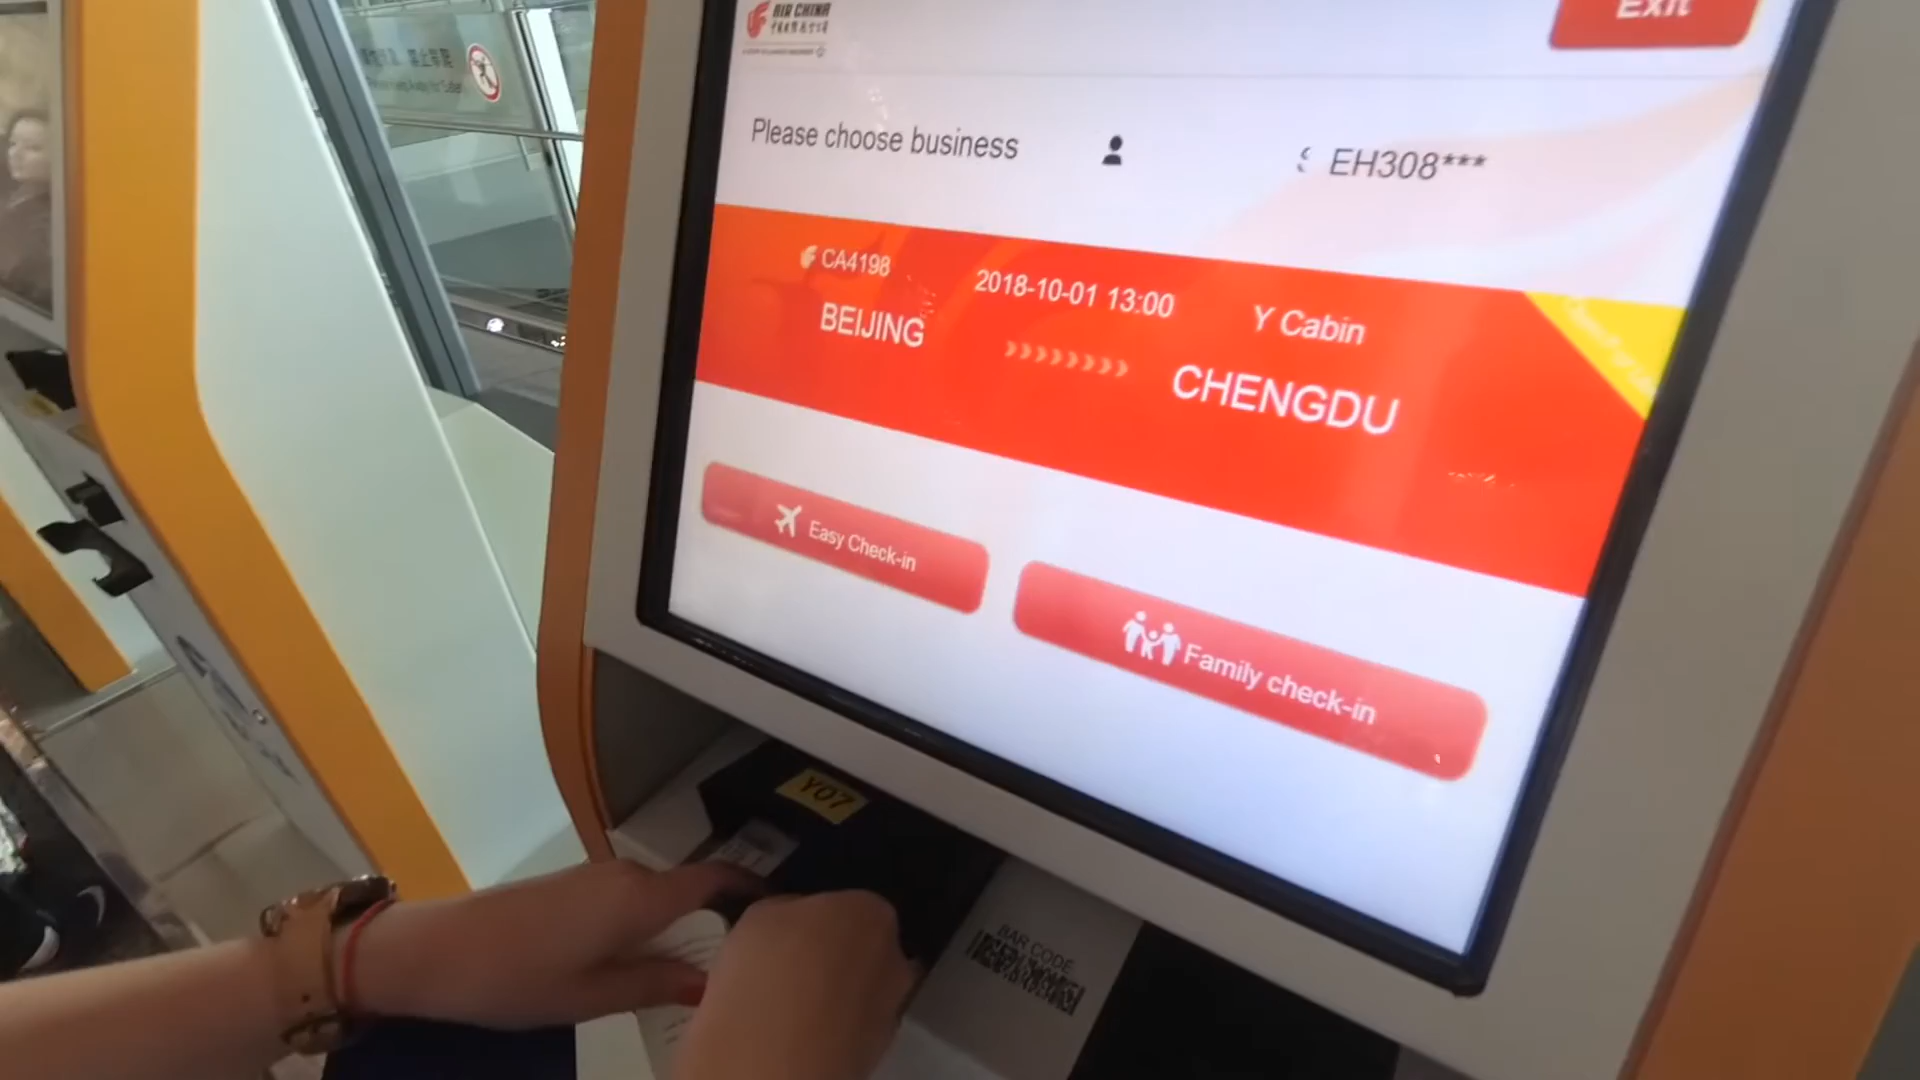 AIR CHINA
Exit
Please choose business
EH308***
CA4198
2018-10-01 13:00
Y Cabin
BEIJING
CHENGDU
Easy Check-in
Family check-in
Y07
BAR CODE